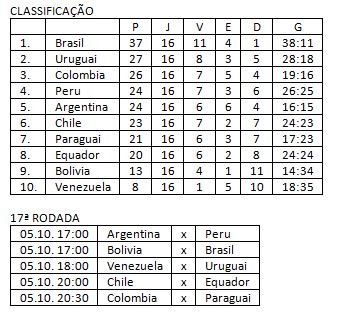 CLASSIFICAÇÃO
P J V E D G
1. Brasil 37 16 11 4 1 38:11
2. Uruguai 27 16 8 3 5 28:18
3. Colombia 26 16 7 5 4 19:16
4. Peru 24 16 7 3 6 26:25
5. Argentina 24 16 6 6 4 16:15
6. Chile 23 16 7 2 7 24:23
7. Paraguai 21 16 6 3 7 17:23
8. Equador 20 16 6 2 8 24:24
9. Bolivia 13 16 4 1 11 14:34
10. Venezuela 8 16 1 5 10 18:35
17ª RODADA
05.10. 17:00 Argentina x Peru
05.10. 17:00 Bolivia x Brasil
05.10. 18:00 Venezuela x Uruguai
05.10. 20:00 Chile x Equador
05.10. 20:30 Colombia x Paraguai